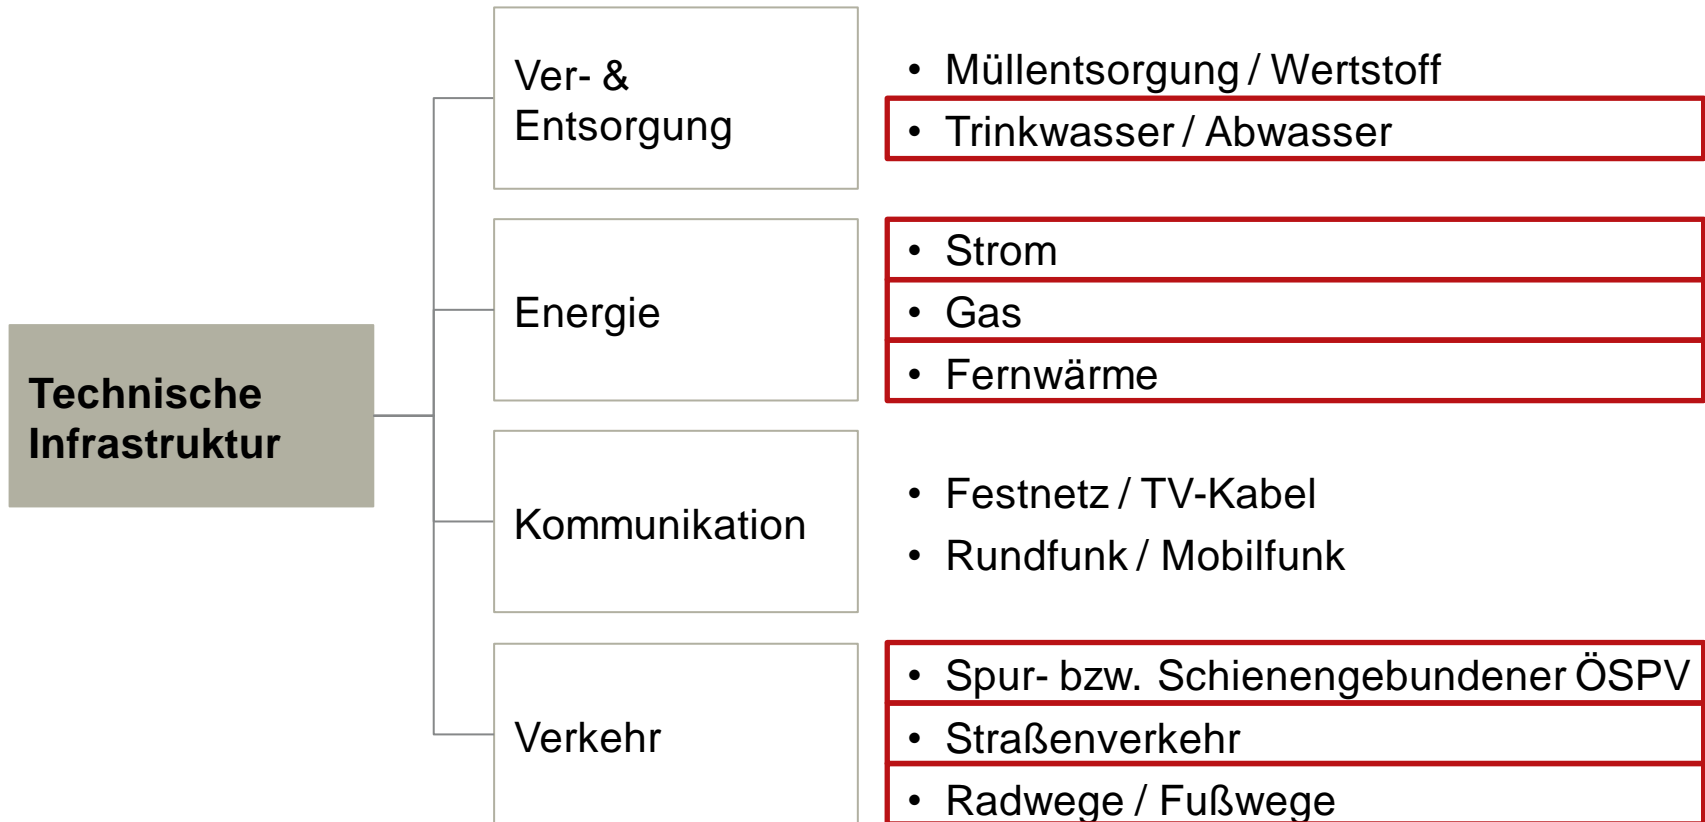 Technische
Infrastruktur
Ver- &
Entsorgung
• Müllentsorgung / Wertstoff
• Trinkwasser / Abwasser
Energie
• Strom
• Gas
• Fernwärme
Kommunikation
• Festnetz / TV-Kabel
• Rundfunk / Mobilfunk
Verkehr
• Spur- bzw. Schienengebundener ÖSPV
• Straßenverkehr
• Radwege / Fußwege